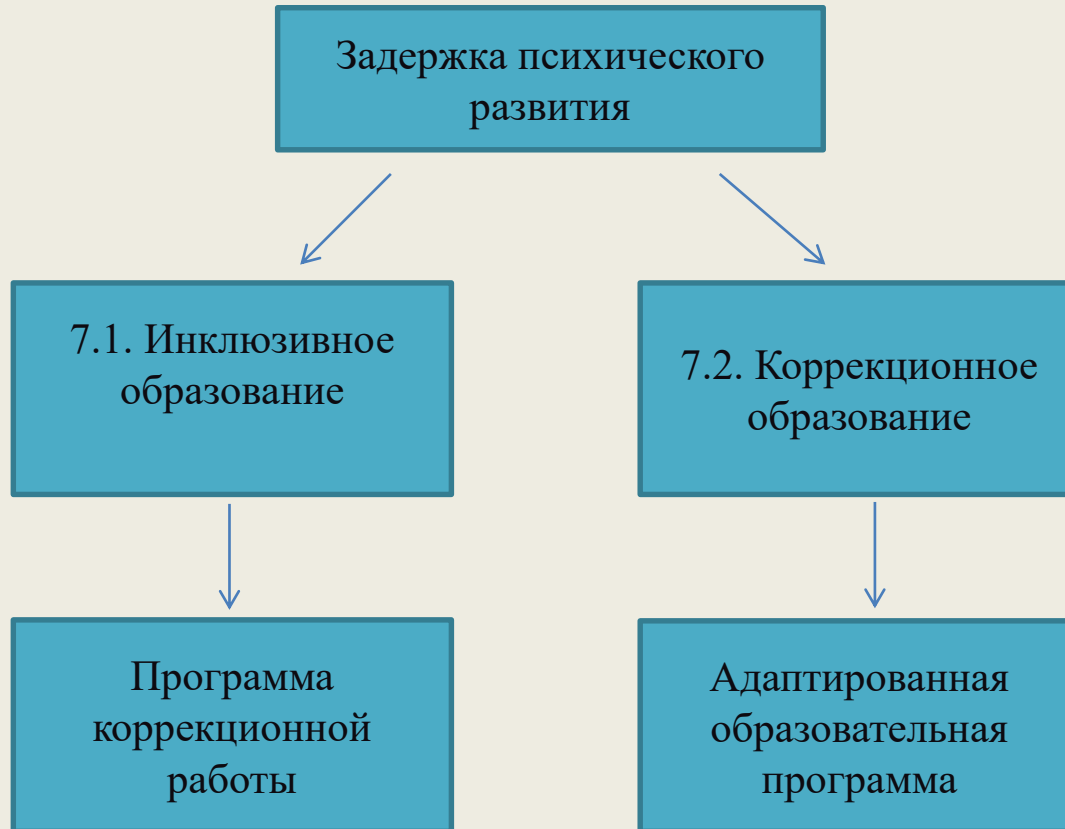 Задержка психического
развития
7.1. Инклюзивное
образование
7.2. Коррекционное
образование
Программа
коррекционной
работы
Адаптированная
образовательная
программа